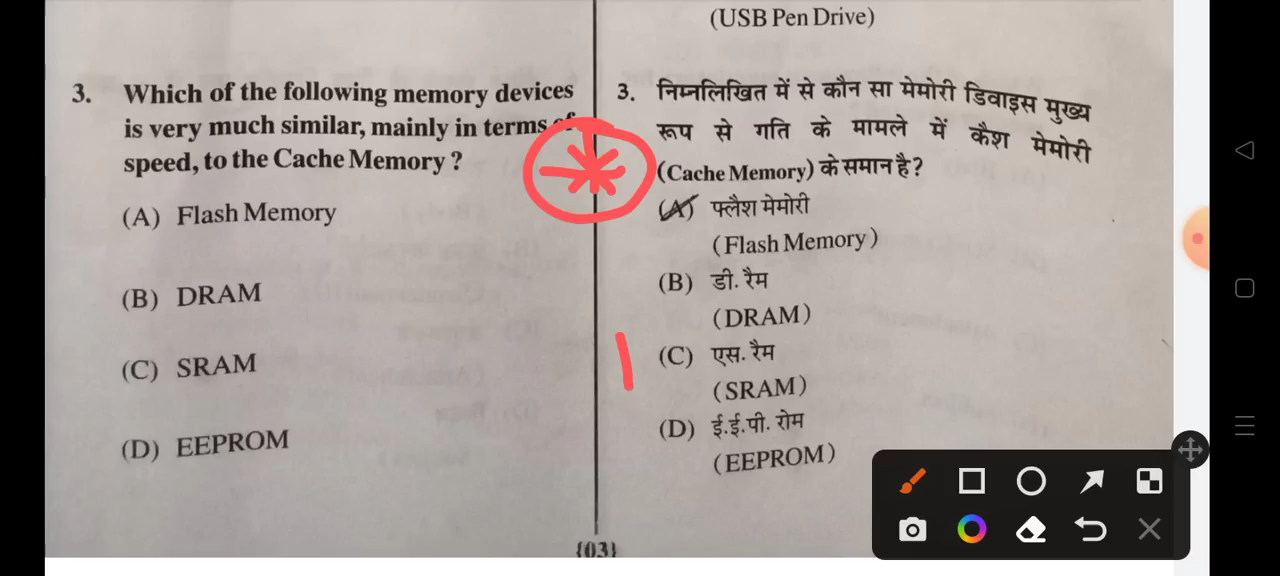 (USB Pen Drive)
3. Which of the following memory devices
is very much similar, mainly in terms of
speed, to the Cache Memory ?
(A) Flash Memory
(B) DRAM
(C) SRAM
(D) EEPROM
3. निम्नलिखित में से कौन सा मेमोरी डिवाइस मुख्य
रूप से गति के मामले में कैश मेमोरी
(Cache Memory) के समान है?
(A) फ्लैश मेमोरी
(Flash Memory)
(B) डी. रैम
(DRAM)
(C) एस. रैम
(SRAM)
(D) ई.ई.पी. रोम
(EEPROM)
{03}